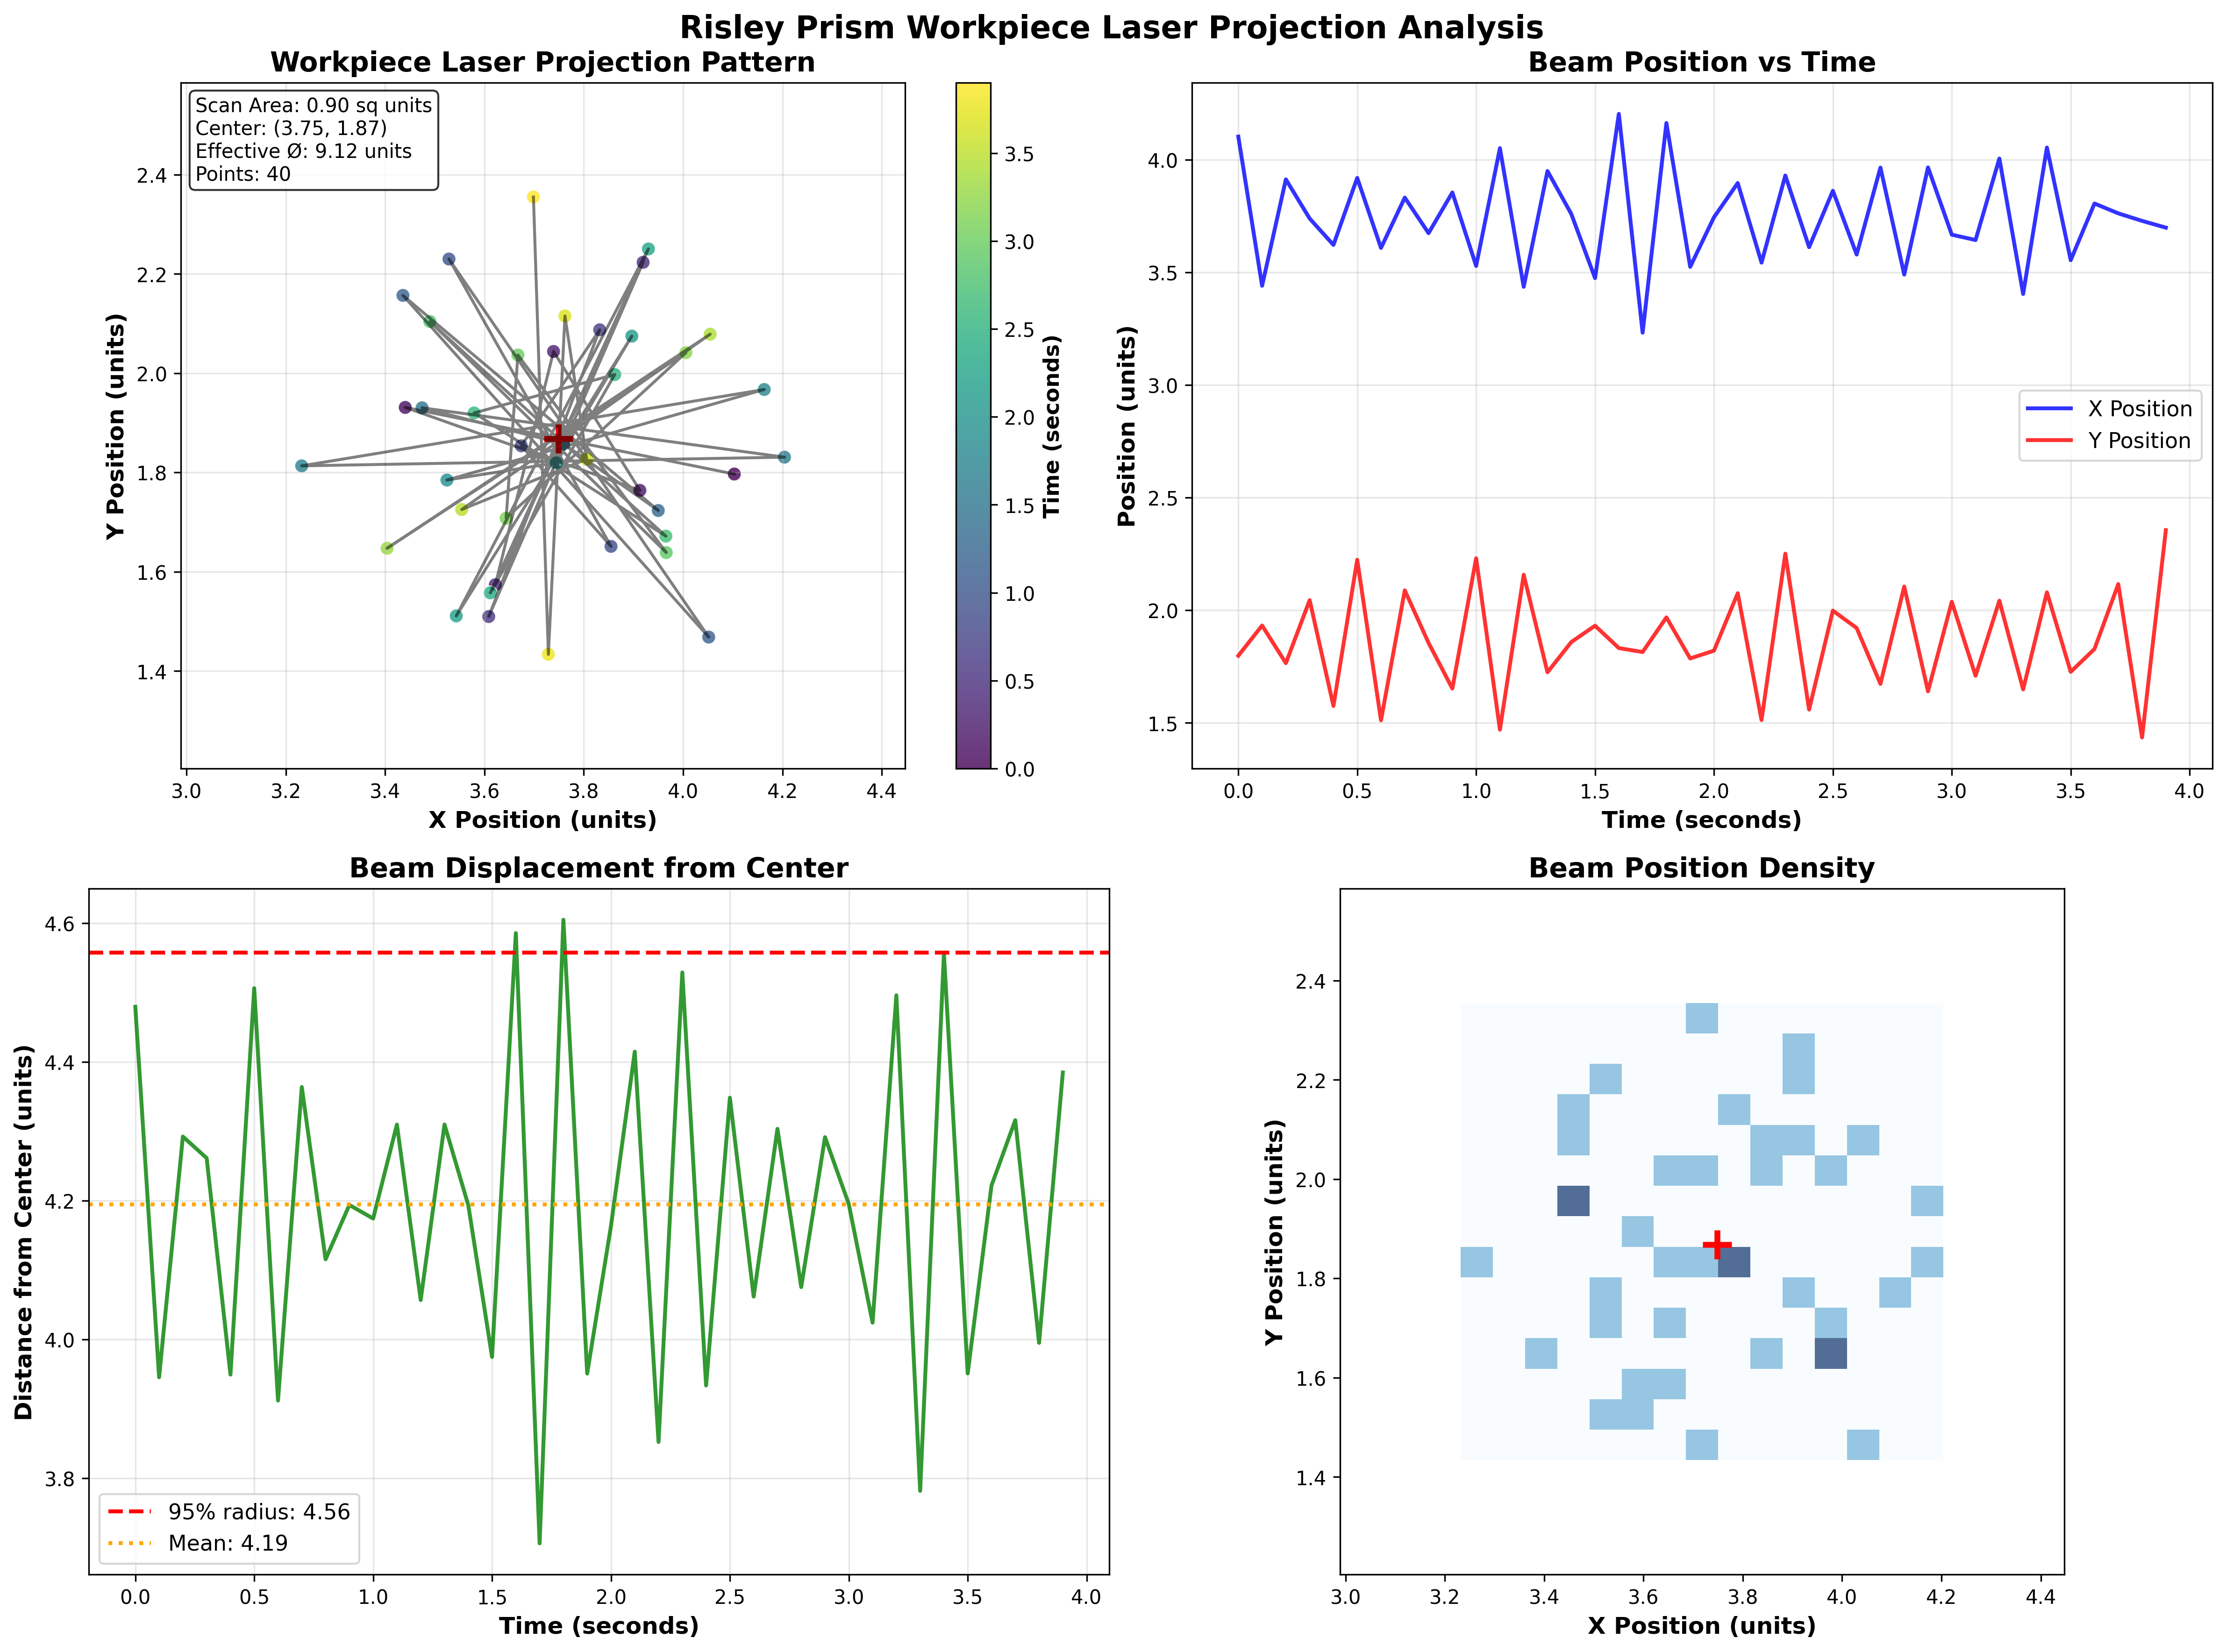 Risley Prism Workpiece Laser Projection Analysis
Workpiece Laser Projection Pattern
Scan Area: 0.90 sq units
Center: (3.75, 1.87)
Effective Ø: 9.12 units
Points: 40
2.4
2.2
2.0
1.8
1.6
1.4
Y Position (units)
3.0 3.2 3.4 3.6 3.8 4.0 4.2 4.4
X Position (units)
3.5
3.0
2.5
2.0
1.5
1.0
0.5
0.0
Time (seconds)
Beam Position vs Time
4.0
3.5
3.0
2.5
2.0
1.5
Position (units)
X Position
Y Position
0.0 0.5 1.0 1.5 2.0 2.5 3.0 3.5 4.0
Time (seconds)
Beam Displacement from Center
4.6
4.4
4.2
4.0
3.8
Distance from Center (units)
95% radius: 4.56
Mean: 4.19
0.0 0.5 1.0 1.5 2.0 2.5 3.0 3.5 4.0
Time (seconds)
Beam Position Density
2.4
2.2
2.0
1.8
1.6
1.4
Y Position (units)
3.0 3.2 3.4 3.6 3.8 4.0 4.2 4.4
X Position (units)